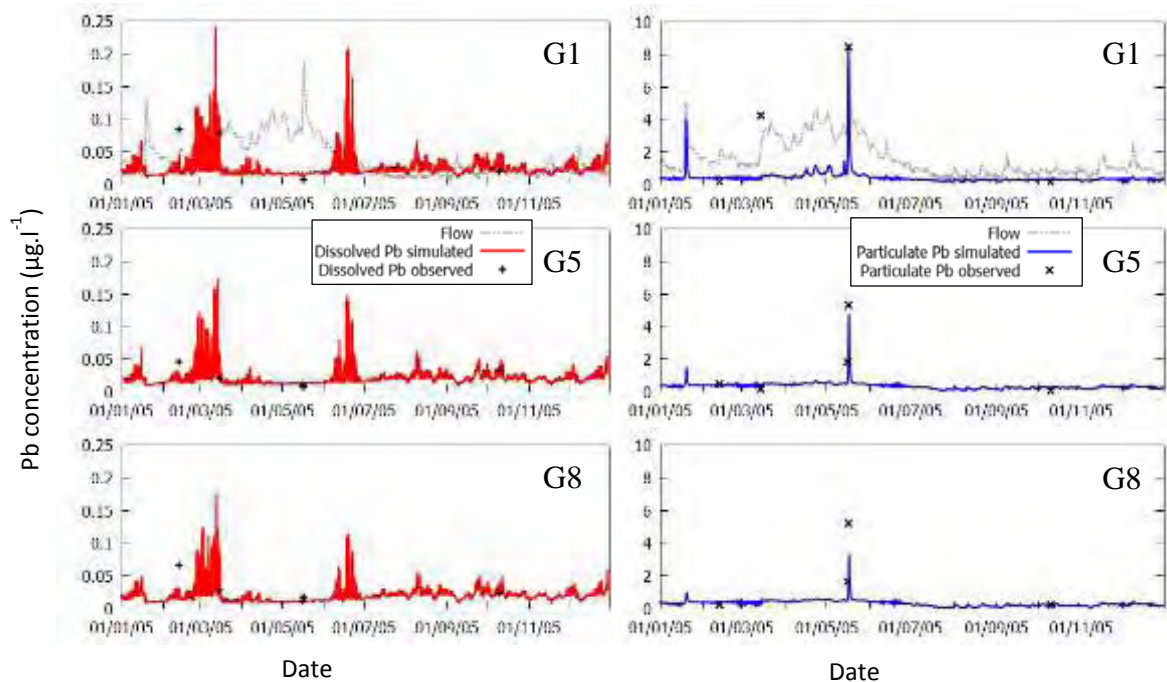 0.25 10
G1 G1
0.2 8
0.15 6
0.1 4
0.05 2
0 0
01/01/05 01/03/05 01/05/05 01/07/05 01/09/05 01/11/05 01/01/05 01/03/05 01/05/05 01/07/05 01/09/05 01/11/05
0.25 10
Flow Flow
0.2 Dissolved Pb simulated G5 8 Particulate Pb simulated G5
Dissolved Pb observed Particulate Pb observed
0.15 6
0.1 4
0.05 2
0 0
01/01/05 01/03/05 01/05/05 01/07/05 01/09/05 01/11/05 01/01/05 01/03/05 01/05/05 01/07/05 01/09/05 01/11/05
0.25 10
G8 G8
0.2 8
0.15 6
0.1 4
0.05 2
0 0
01/01/05 01/03/05 01/05/05 01/07/05 01/09/05 01/11/05 01/01/05 01/03/05 01/05/05 01/07/05 01/09/05 01/11/05
Pb concentration (µg.l⁻¹)
Date Date